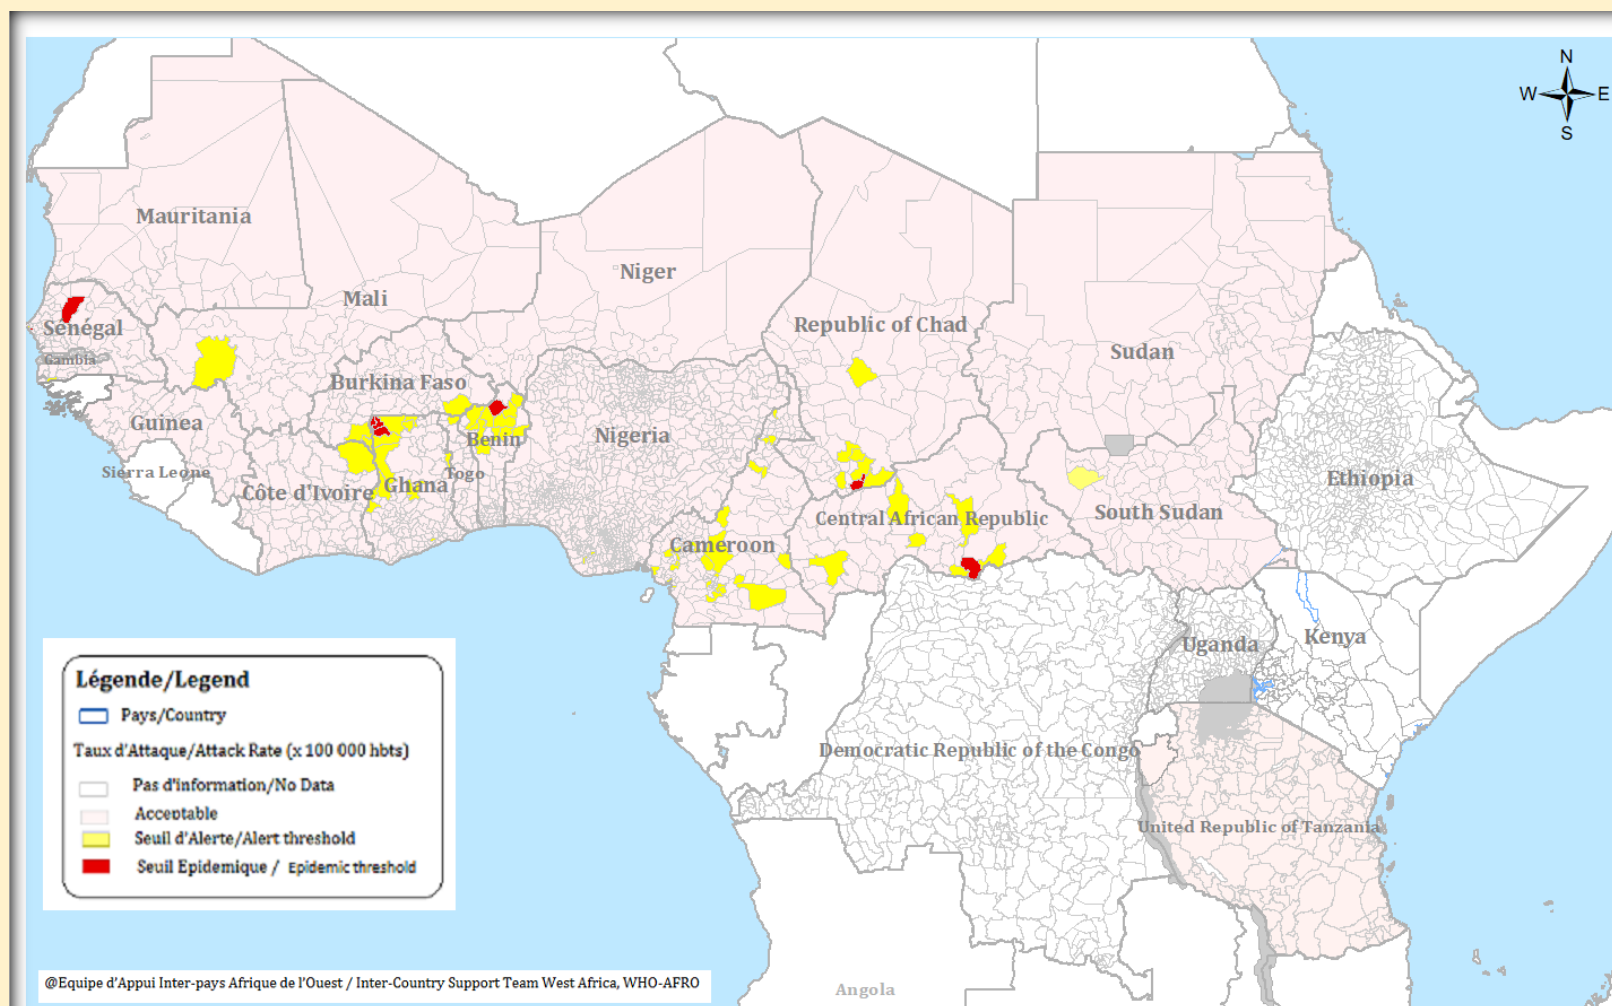 N
W E
S
Mauritania
Niger
Mali
Sénégal
Republic of Chad
Gambia
Sudan
Burkina Faso
Guinea
Benin
Nigeria
Sierra Leone
Togo
Ethiopia
Côte d'Ivoire
Ghana
South Sudan
Central African Republic
Cameroon
Uganda
Kenya
Democratic Republic of the Congo
United Republic of Tanzania
Angola
Légende/Legend
Pays/Country
Taux d'Attaque/Attack Rate (x 100 000 hbts)
Pas d'information/No Data
Acceptable
Seuil d'Alerte/Alert threshold
Seuil Epidemique / Epidemic threshold
@Equipe d'Appui Inter-pays Afrique de l'Ouest / Inter-Country Support Team West Africa, WHO-AFRO